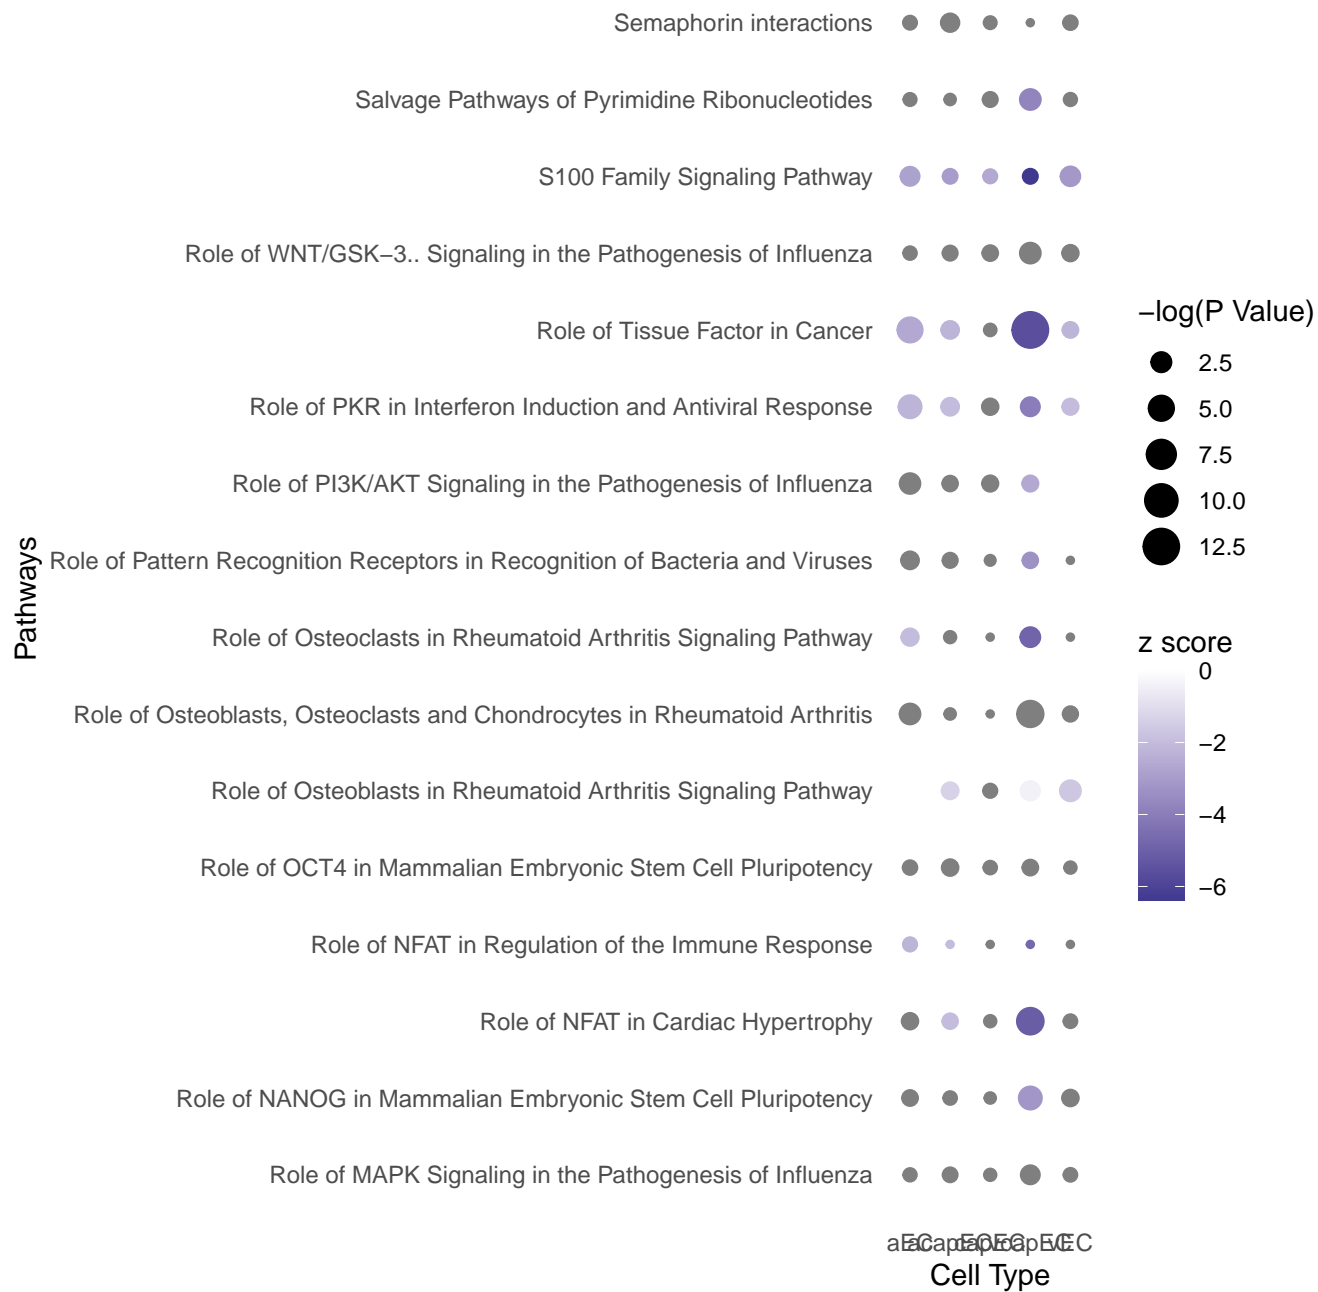 Semaphorin interactions
Salvage Pathways of Pyrimidine Ribonucleotides
S100 Family Signaling Pathway
Role of WNT/GSK−3.. Signaling in the Pathogenesis of Influenza
Role of Tissue Factor in Cancer
Role of PKR in Interferon Induction and Antiviral Response
Role of PI3K/AKT Signaling in the Pathogenesis of Influenza
Role of Pattern Recognition Receptors in Recognition of Bacteria and Viruses
Role of Osteoclasts in Rheumatoid Arthritis Signaling Pathway
Role of Osteoblasts, Osteoclasts and Chondrocytes in Rheumatoid Arthritis
Role of Osteoblasts in Rheumatoid Arthritis Signaling Pathway
Role of OCT4 in Mammalian Embryonic Stem Cell Pluripotency
Role of NFAT in Regulation of the Immune Response
Role of NFAT in Cardiac Hypertrophy
Role of NANOG in Mammalian Embryonic Stem Cell Pluripotency
Role of MAPK Signaling in the Pathogenesis of Influenza
Pathways
aEC
vEC
Cell Type
−log(P Value)
2.5
5.0
7.5
10.0
12.5
z score
0
−2
−4
−6